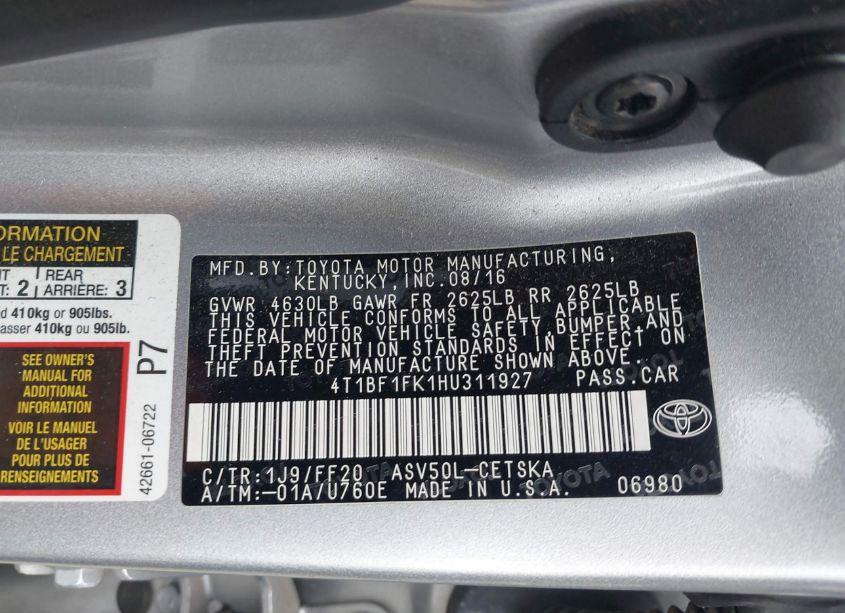 ORMATION
LE CHARGEMENT
NT 2 REAR
T: 2 ARRIÈRE: 3
d 410kg or 905lbs.
asser 410kg ou 905lb.
SEE OWNER'S
MANUAL FOR
ADDITIONAL
INFORMATION
VOIR LE MANUEL
DE L'USAGER
POUR PLUS DE
RENSEIGNEMENTS
P7
42661-06722
MFD.BY:TOYOTA MOTOR MANUFACTURING,
KENTUCKY,INC.08/16
GVWR 4630LB GAWR FR 2625LB RR 2625LB
THIS VEHICLE CONFORMS TO ALL APPLICABLE
FEDERAL MOTOR VEHICLE SAFETY,BUMPER,AND
THEFT PREVENTION STANDARDS IN EFFECT ON
THE DATE OF MANUFACTURE SHOWN ABOVE.
4T1BF1FK1HU311927 PASS.CAR
C/TR:1J9/FF20 ASV50L-CETSKA
A/TM:-01A/U760E MADE IN U.S.A. 06980
TOYOTA